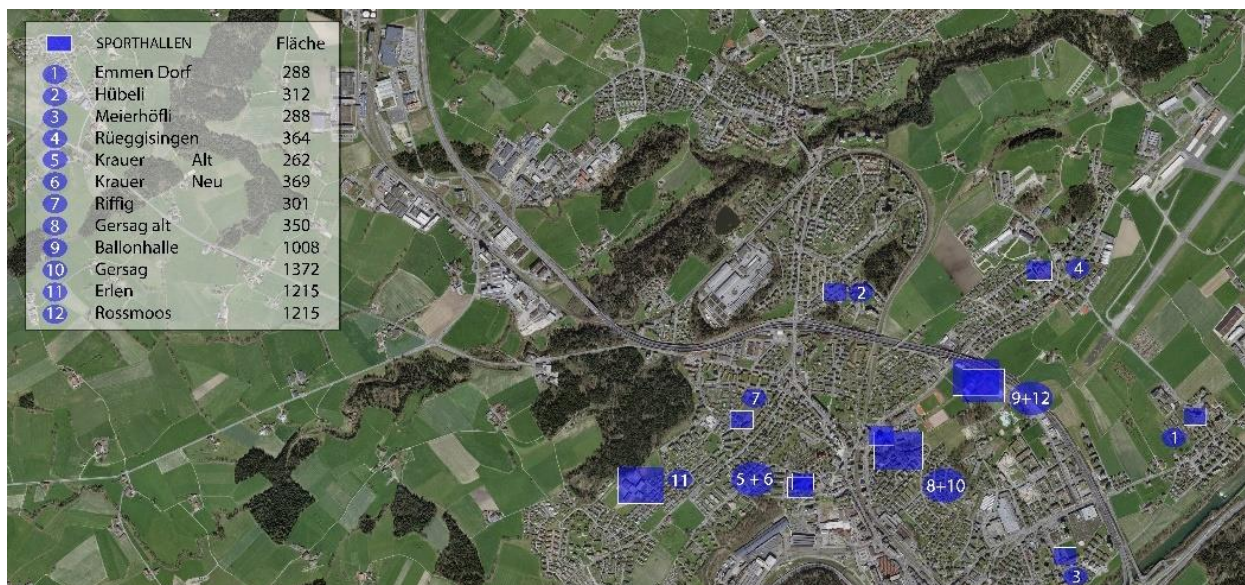 SPORTHALLEN Fläche
1 Emmen Dorf 288
2 Hübeli 312
3 Meierhöfli 288
4 Rüeggisingen 364
5 Krauer Alt 262
6 Krauer Neu 369
7 Riffig 301
8 Gersag alt 350
9 Ballonhalle 1008
10 Gersag 1372
11 Erlen 1215
12 Rossmoos 1215
4
2
7
9+12
1
11
5 + 6
8+10
3